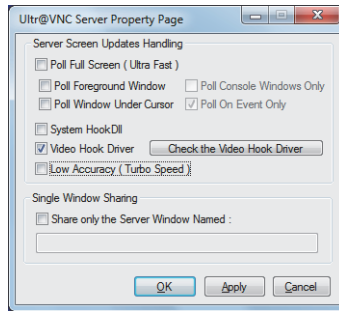 Ultr@VNC Server Property Page
Server Screen Updates Handling
Poll Full Screen ( Ultra Fast )
Poll Foreground Window Poll Console Windows Only
Poll Window Under Cursor Poll On Event Only
System HookDll
Video Hook Driver Check the Video Hook Driver
Low Accuracy ( Turbo Speed )
Single Window Sharing
Share only the Server Window Named :
OK Apply Cancel